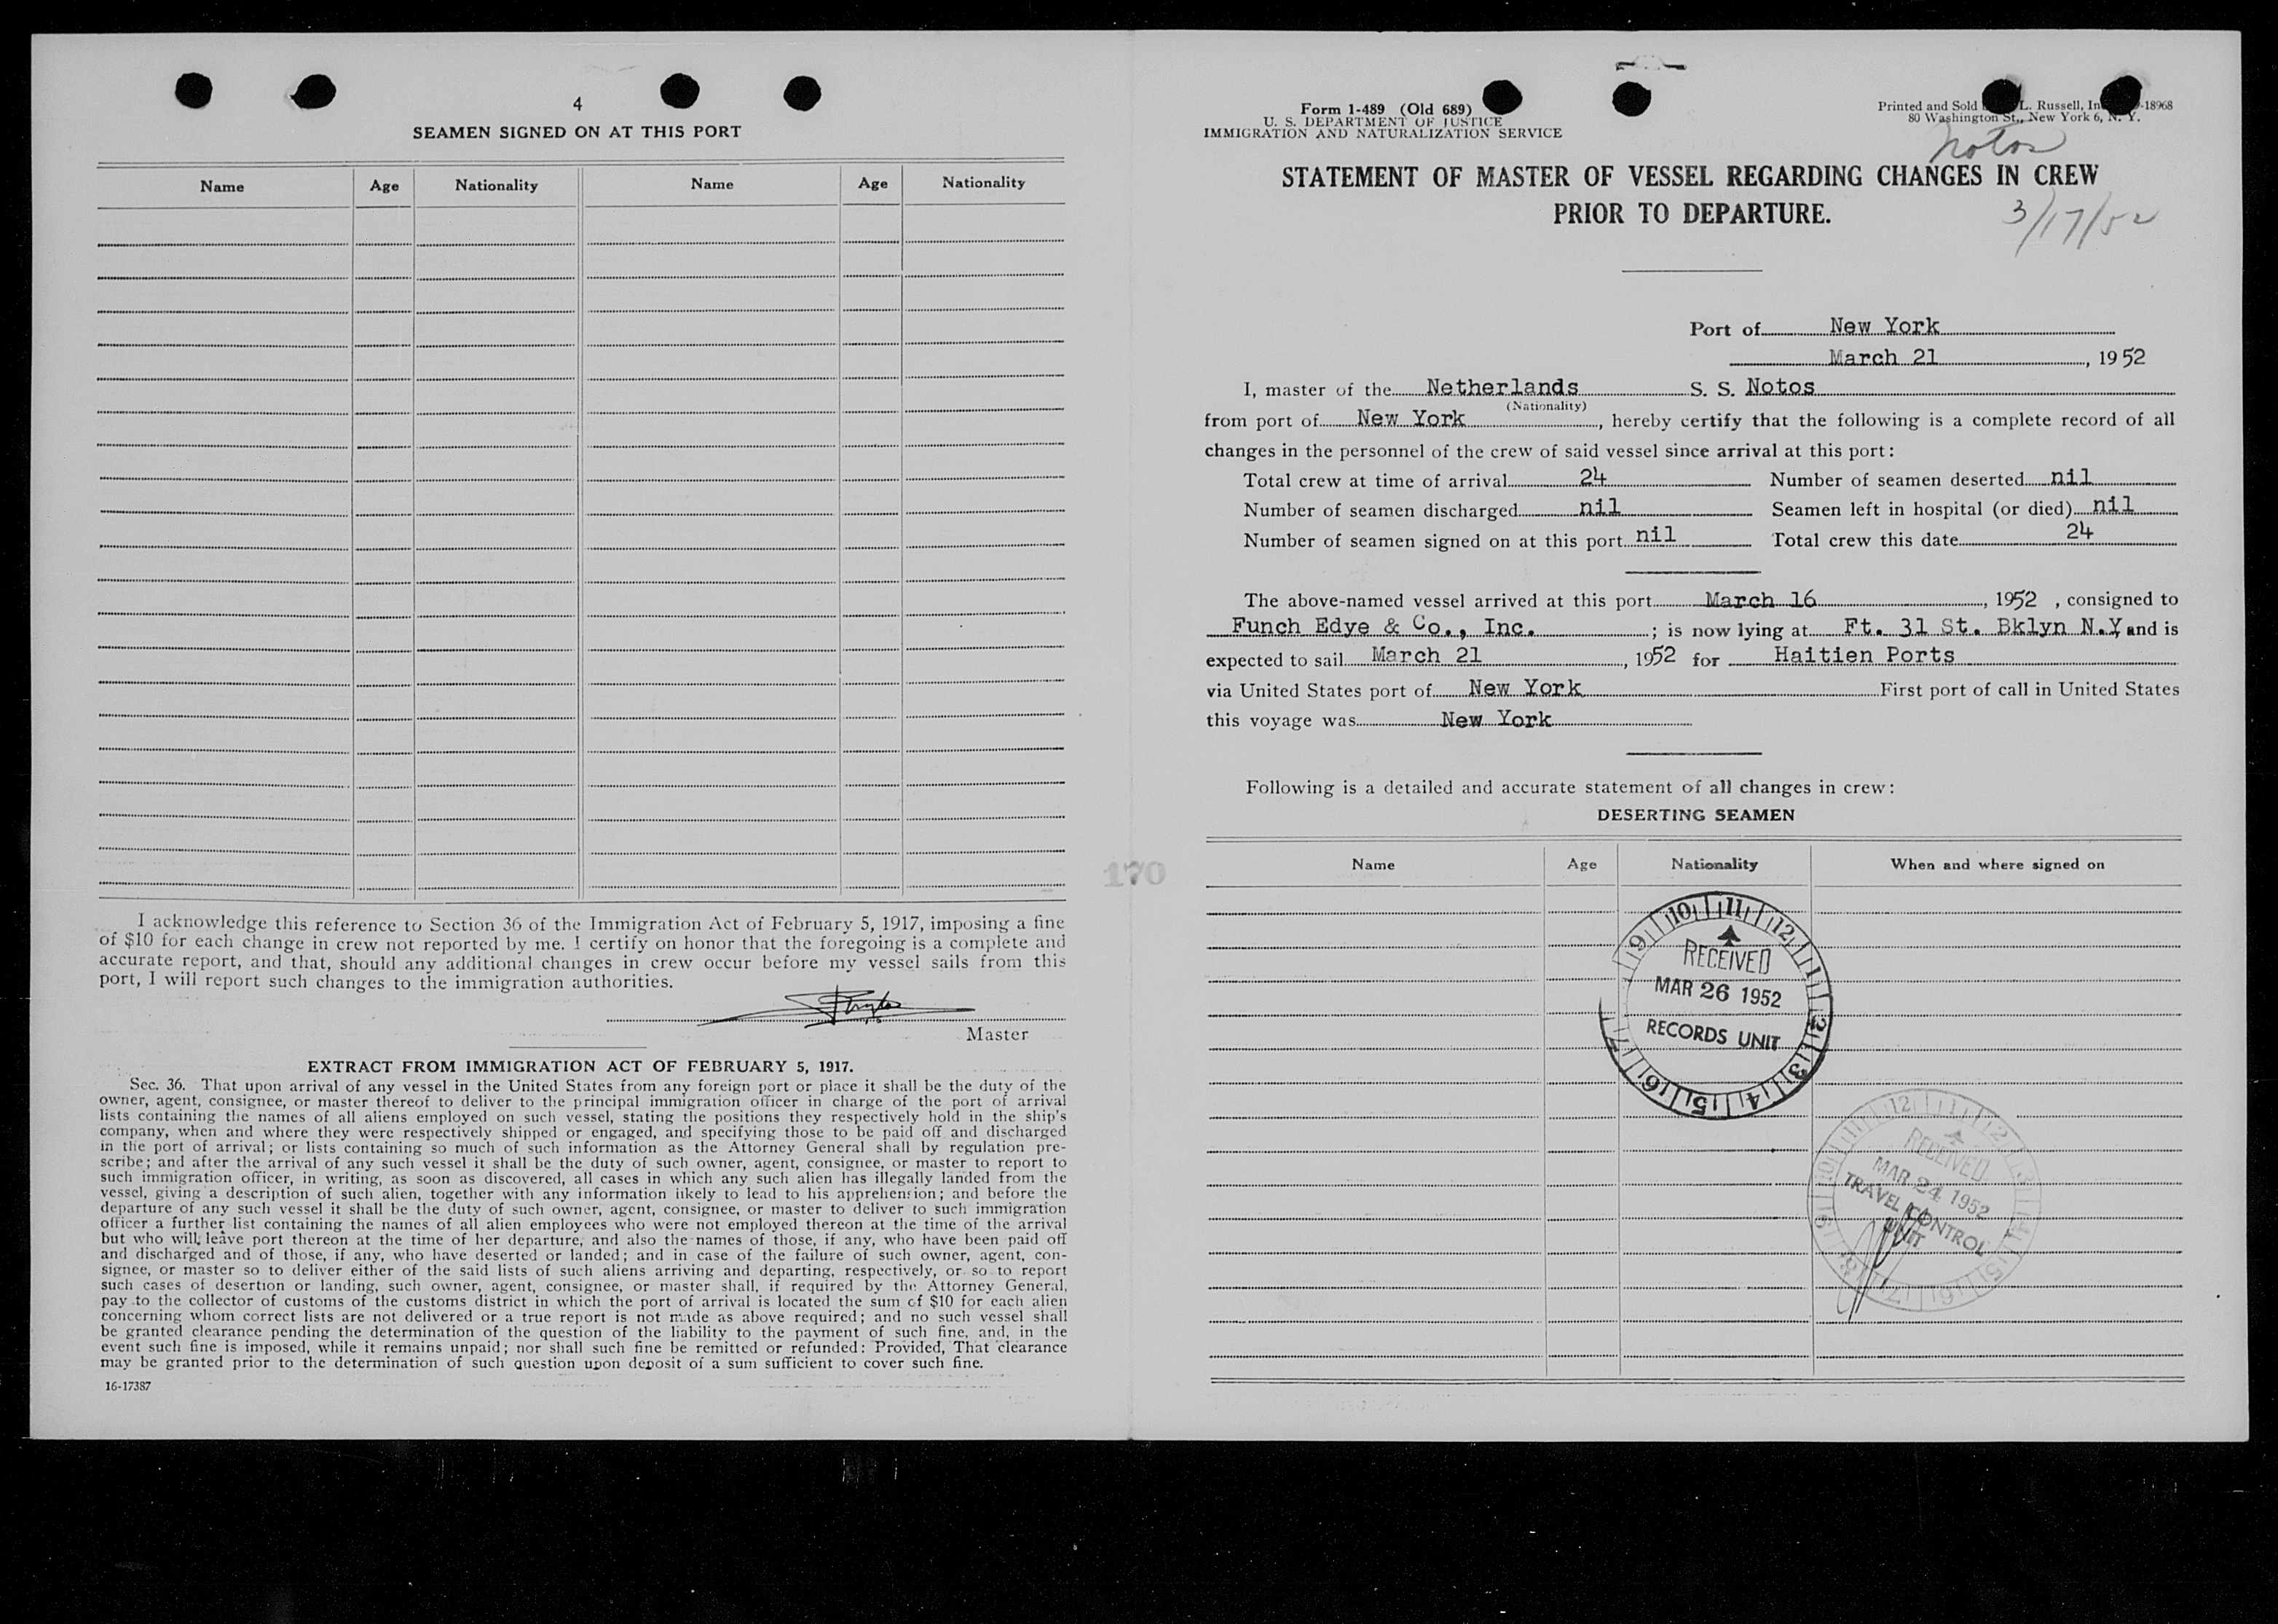 4
SEAMEN SIGNED ON AT THIS PORT
Name Age Nationality Name Age Nationality
I acknowledge this reference to Section 36 of the Immigration Act of February 5, 1917, imposing a fine
of $10 for each change in crew not reported by me. I certify on honor that the foregoing is a complete and
accurate report, and that, should any additional changes in crew occur before my vessel sails from this
port, I will report such changes to the immigration authorities.
Master
EXTRACT FROM IMMIGRATION ACT OF FEBRUARY 5, 1917.
Sec. 36. That upon arrival of any vessel in the United States from any foreign port or place it shall be the duty of the
owner, agent, consignee, or master thereof to deliver to the principal immigration officer in charge of the port of arrival
lists containing the names of all aliens employed on such vessel, stating the positions they respectively hold in the ship's
company, when and where they were respectively shipped or engaged, and specifying those to be paid off and discharged
in the port of arrival; or lists containing so much of such information as the Attorney General shall by regulation pre-
scribe; and after the arrival of any such vessel it shall be the duty of such owner, agent, consignee, or master to report to
such immigration officer, in writing, as soon as discovered, all cases in which any such alien has illegally landed from the
vessel, giving a description of such alien, together with any information likely to lead to his apprehension; and before the
departure of any such vessel it shall be the duty of such owner, agent, consignee, or master to deliver to such immigration
officer a further list containing the names of all alien employees who were not employed thereon at the time of the arrival
but who will leave port thereon at the time of her departure, and also the names of those, if any, who have been paid off
and discharged and of those, if any, who have deserted or landed; and in case of the failure of such owner, agent, con-
signee, or master so to deliver either of the said lists of such aliens arriving and departing, respectively, or so to report
such cases of desertion or landing, such owner, agent, consignee, or master shall, if required by the Attorney General,
pay to the collector of customs of the customs district in which the port of arrival is located the sum of $10 for each alien
concerning whom correct lists are not delivered or a true report is not made as above required; and no such vessel shall
be granted clearance pending the determination of the question of the liability to the payment of such fine, and, in the
event such fine is imposed, while it remains unpaid; nor shall such fine be remitted or refunded: Provided, That clearance
may be granted prior to the determination of such question upon deposit of a sum sufficient to cover such fine.
16-17387
170
Form 1-489 (Old 689)
U. S. DEPARTMENT OF JUSTICE
IMMIGRATION AND NATURALIZATION SERVICE
Printed and Sold L. Russell, In -18968
80 Washington St., New York 6, N. Y.
Notos
STATEMENT OF MASTER OF VESSEL REGARDING CHANGES IN CREW
PRIOR TO DEPARTURE.
3/17/52
Port of New York
March 21, 1952
I, master of the Netherlands S. S. Notos
(Nationality)
from port of New York, hereby certify that the following is a complete record of all
changes in the personnel of the crew of said vessel since arrival at this port:
Total crew at time of arrival 24 Number of seamen deserted nil
Number of seamen discharged nil Seamen left in hospital (or died) nil
Number of seamen signed on at this port nil Total crew this date 24
The above-named vessel arrived at this port March 16, 1952, consigned to
Funch Edye & Co., Inc. ; is now lying at Ft. 31 St. Bklyn N.Y and is
expected to sail March 21, 1952 for Haitien Ports
via United States port of New York First port of call in United States
this voyage was New York
Following is a detailed and accurate statement of all changes in crew:
DESERTING SEAMEN
Name Age Nationality When and where signed on
9 10 11 12 1 2 3 4 5 6 7
RECEIVED
MAR 26 1952
RECORDS UNIT
RECEIVED
MAR 24 1952
TRAVEL CONTROL
UNIT